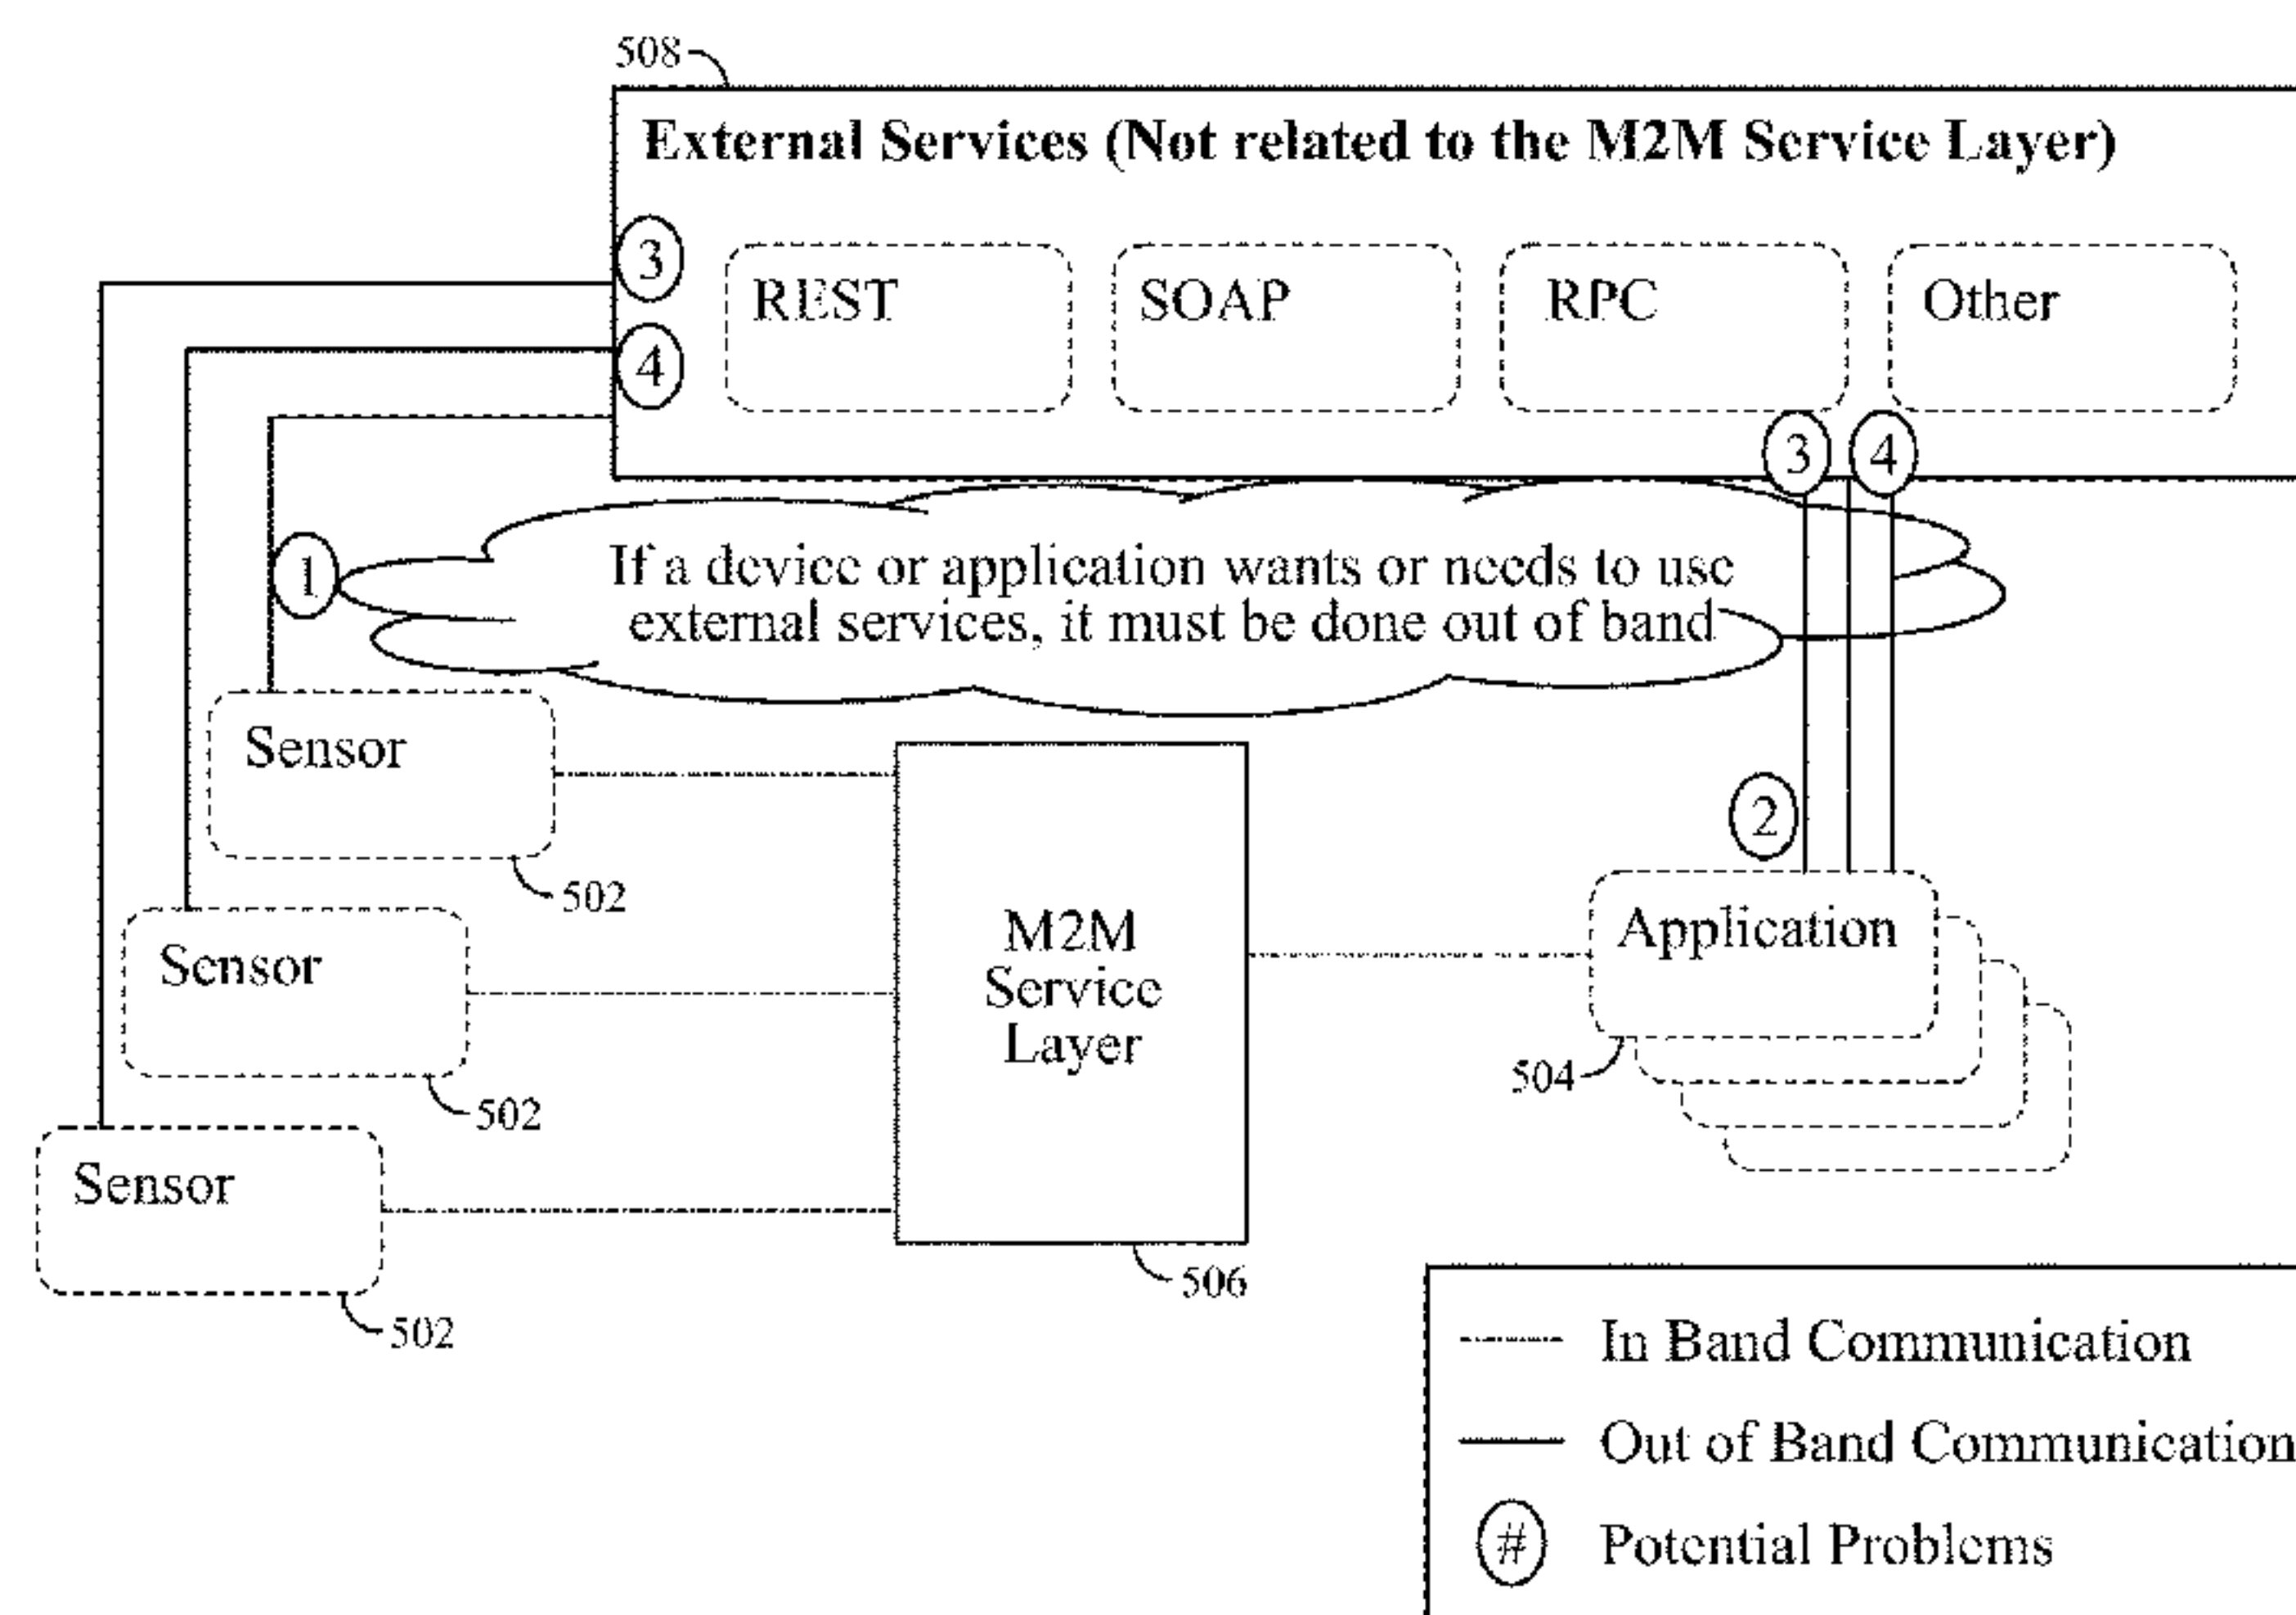 508
External Services (Not related to the M2M Service Layer)
3
REST
SOAP
RPC
Other
4
3
4
1
If a device or application wants or needs to use
external services, it must be done out of band
Sensor
502
2
Sensor
502
M2M
Service
Layer
Application
504
Sensor
502
506
In Band Communication
Out of Band Communication
# Potential Problems